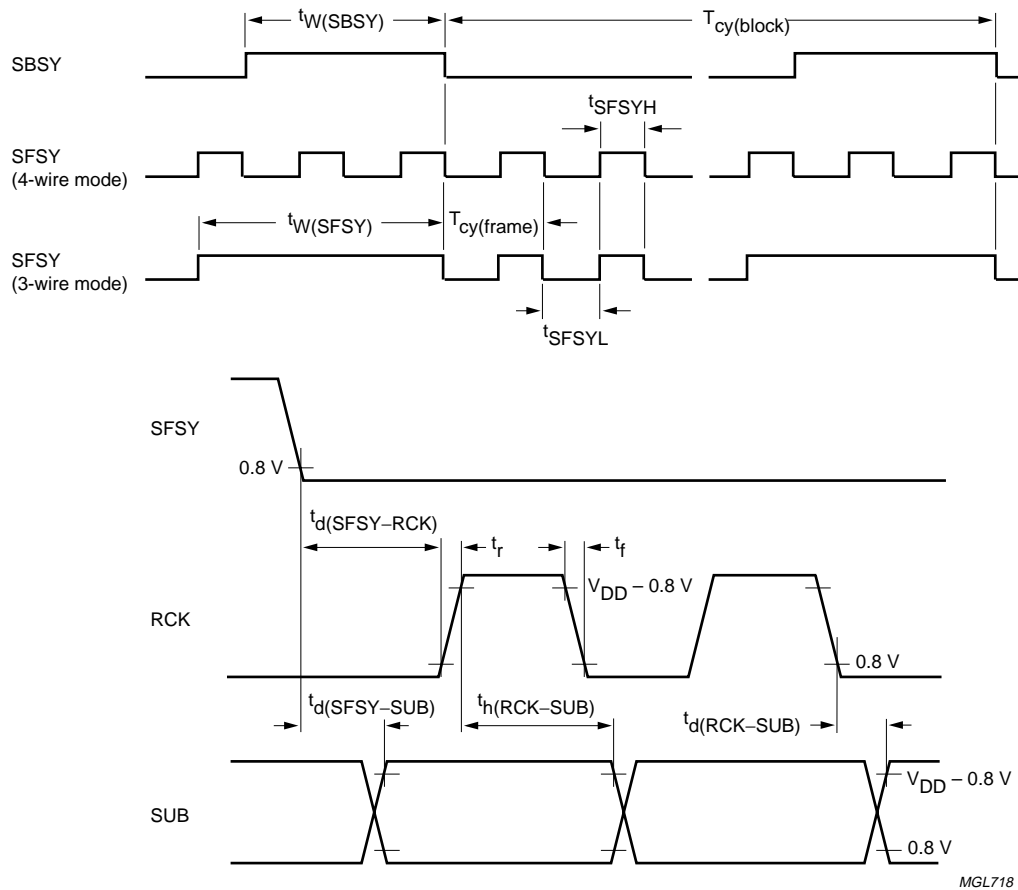 tW(SBSY)
Tcy(block)
SBSY
tSFSYH
SFSY
(4-wire mode)
tW(SFSY)
Tcy(frame)
SFSY
(3-wire mode)
tSFSYL
SFSY
0.8 V
td(SFSY–RCK)
tr
tf
VDD – 0.8 V
RCK
0.8 V
td(SFSY–SUB)
th(RCK–SUB)
td(RCK–SUB)
VDD – 0.8 V
SUB
0.8 V
MGL718